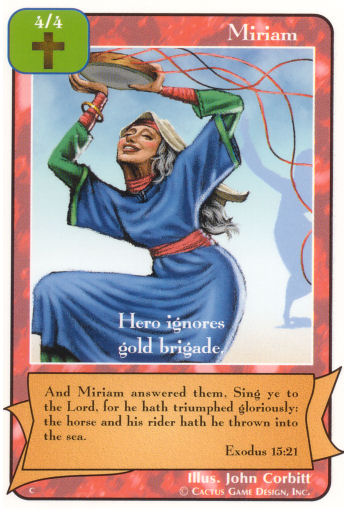 Miriam
4/4
Hero ignores
gold brigade.
And Miriam answered them, Sing ye to
the Lord, for he hath triumphed gloriously:
the horse and his rider hath he thrown into
the sea.
Exodus 15:21
Illus. John Corbitt
C
© Cactus Game Design, Inc.